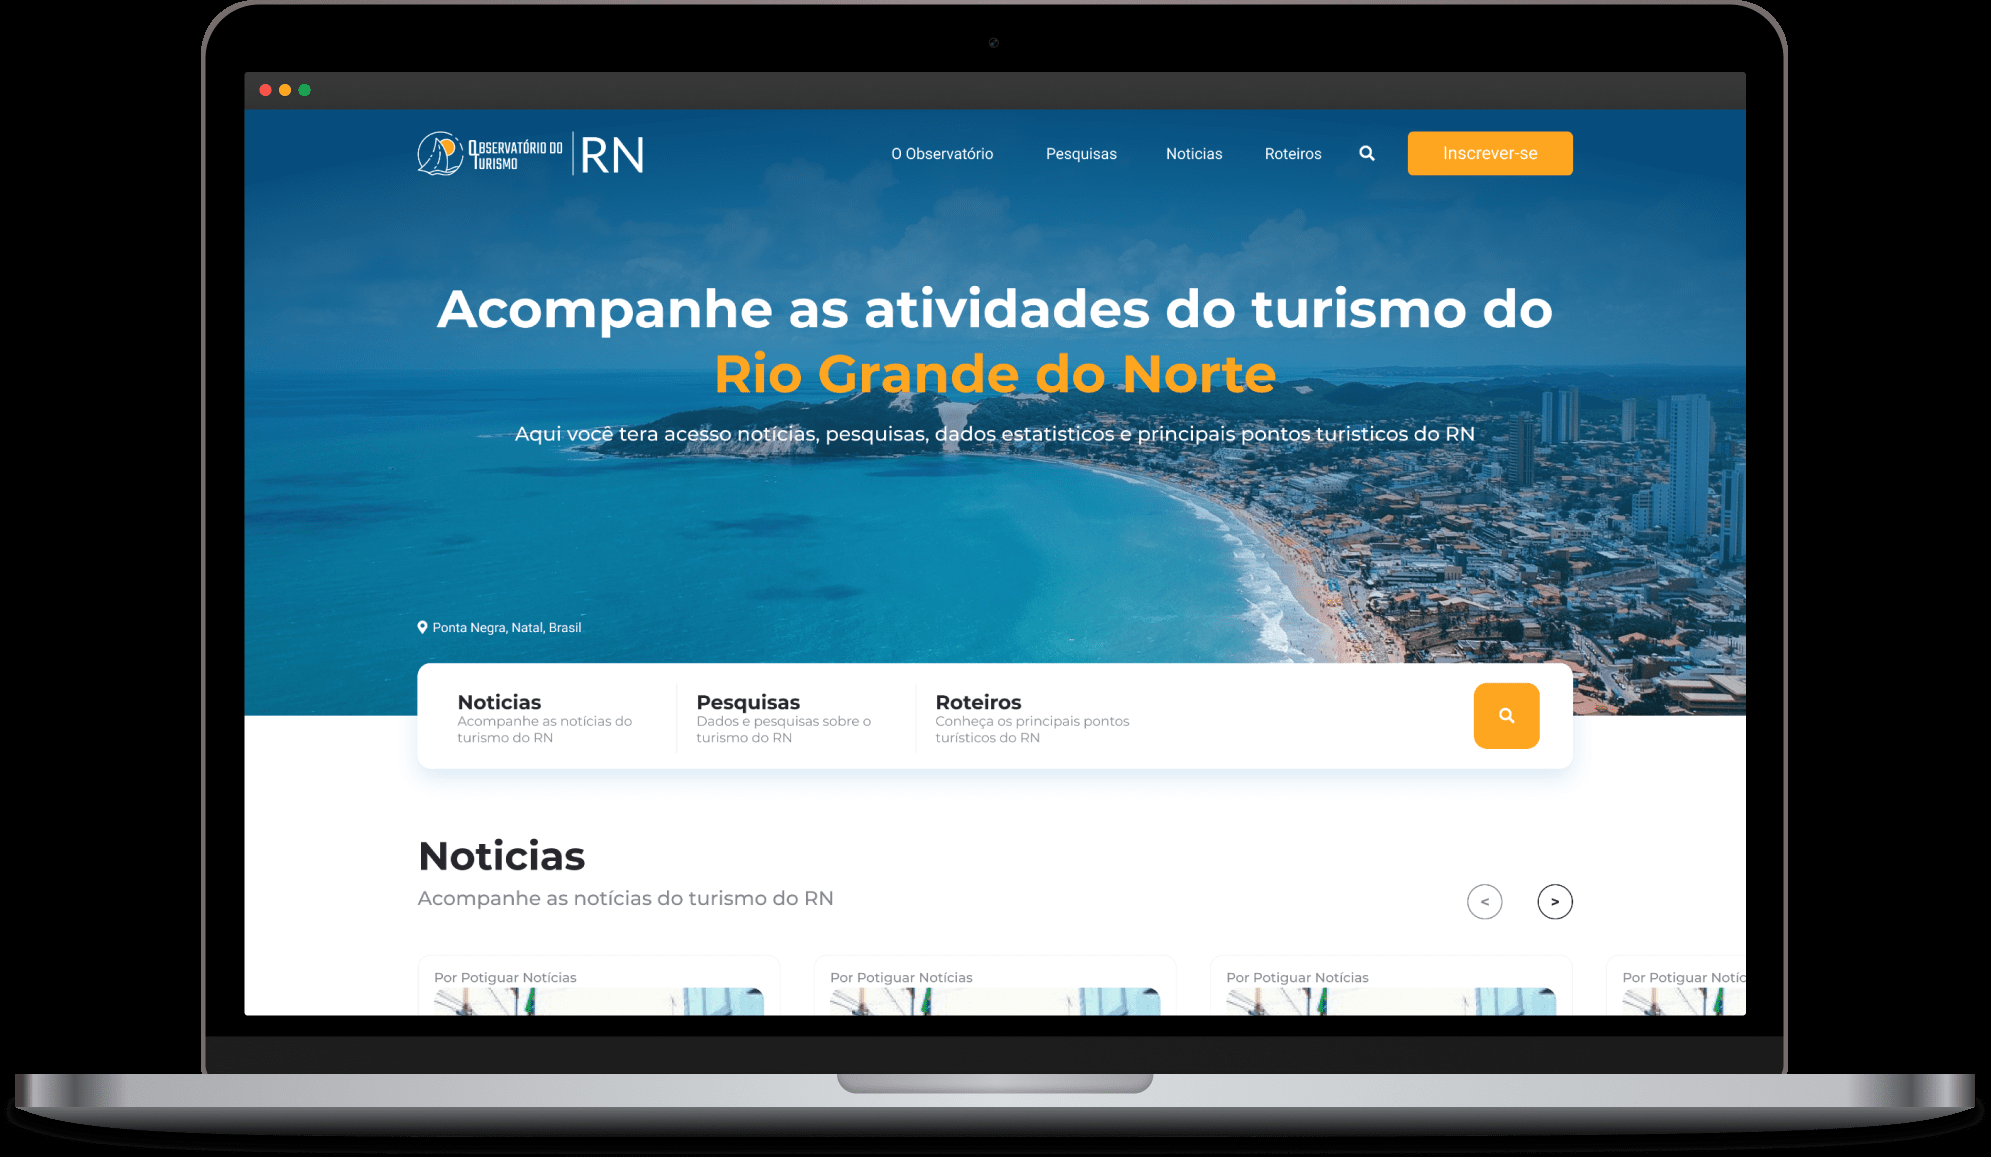 OBSERVATÓRIO DO
TURISMO
RN
O Observatório
Pesquisas
Noticias
Roteiros
Inscrever-se
Acompanhe as atividades do turismo do
Rio Grande do Norte
Aqui você tera acesso notícias, pesquisas, dados estatisticos e principais pontos turisticos do RN
Ponta Negra, Natal, Brasil
Noticias
Acompanhe as notícias do
turismo do RN
Pesquisas
Dados e pesquisas sobre o
turismo do RN
Roteiros
Conheça os principais pontos
turísticos do RN
Noticias
Acompanhe as notícias do turismo do RN
<
>
Por Potiguar Notícias
Por Potiguar Notícias
Por Potiguar Notícias
Por Potiguar Notíc